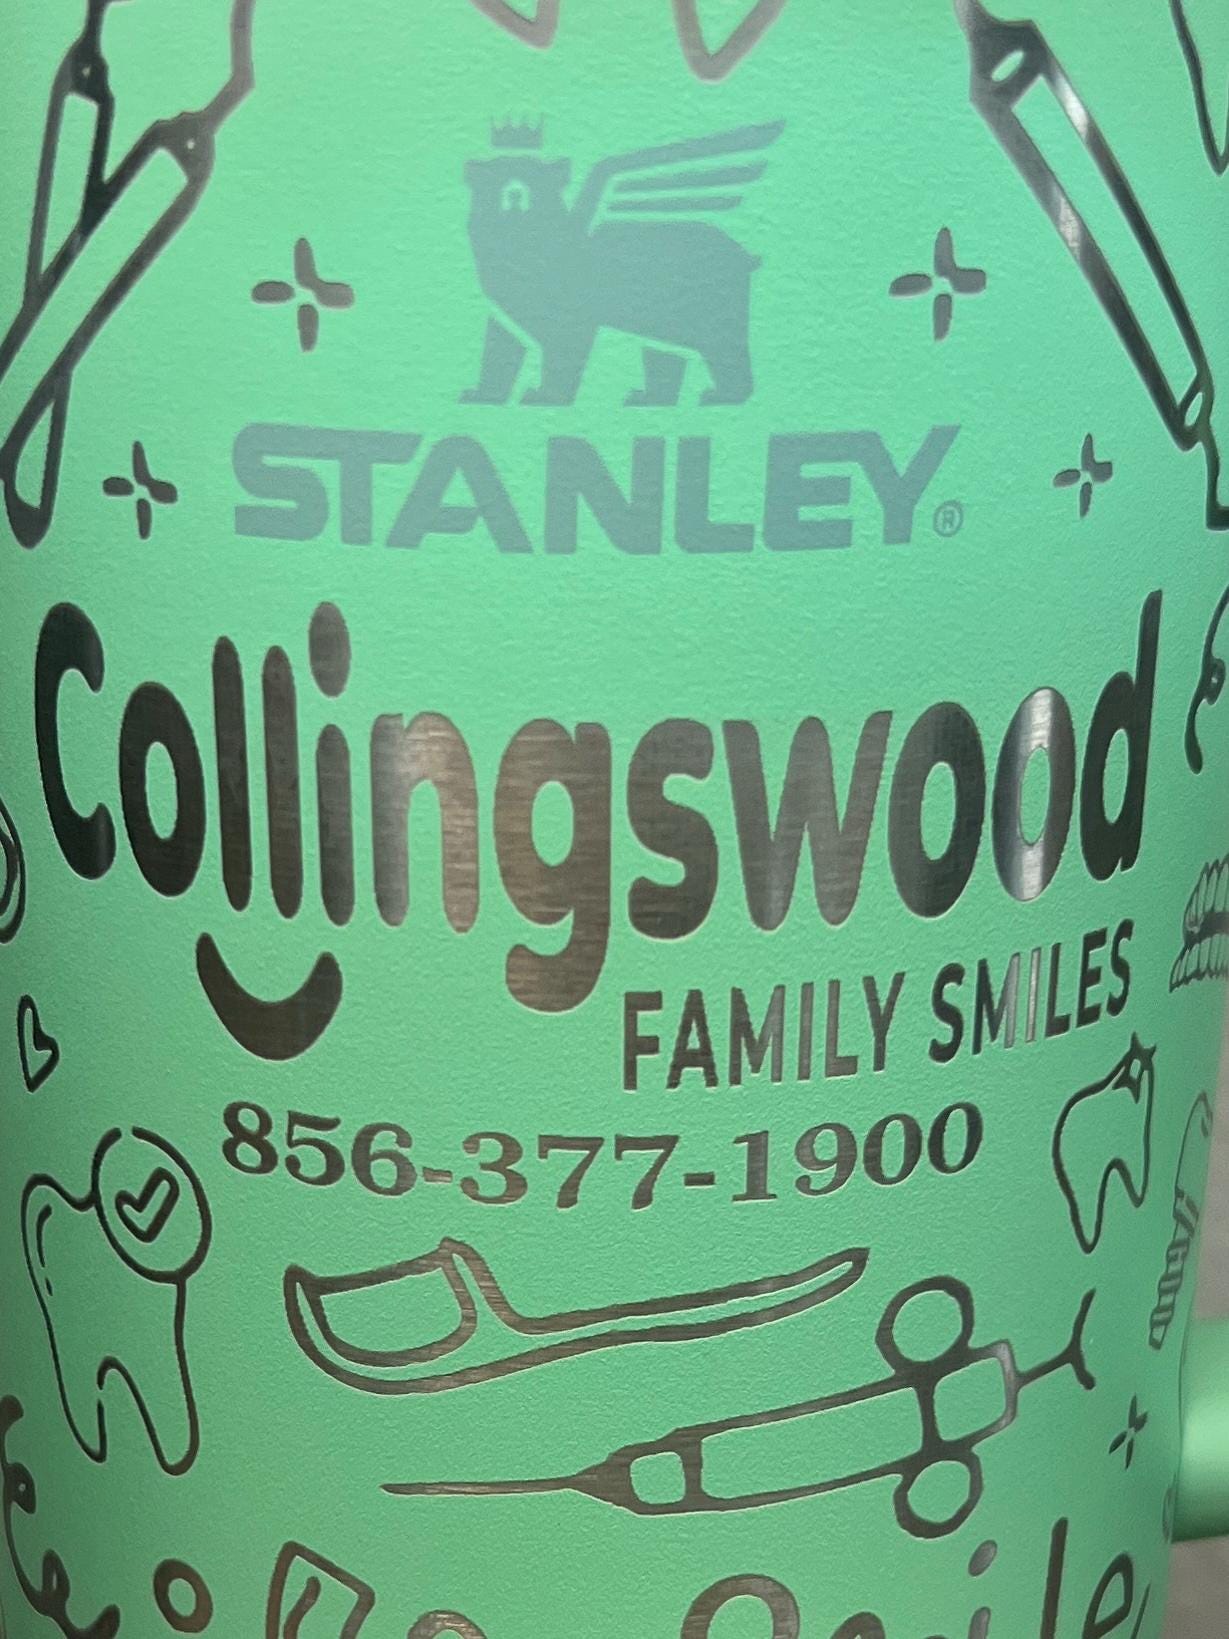 STANLEY®
Collingswood
FAMILY SMILES
856-377-1900